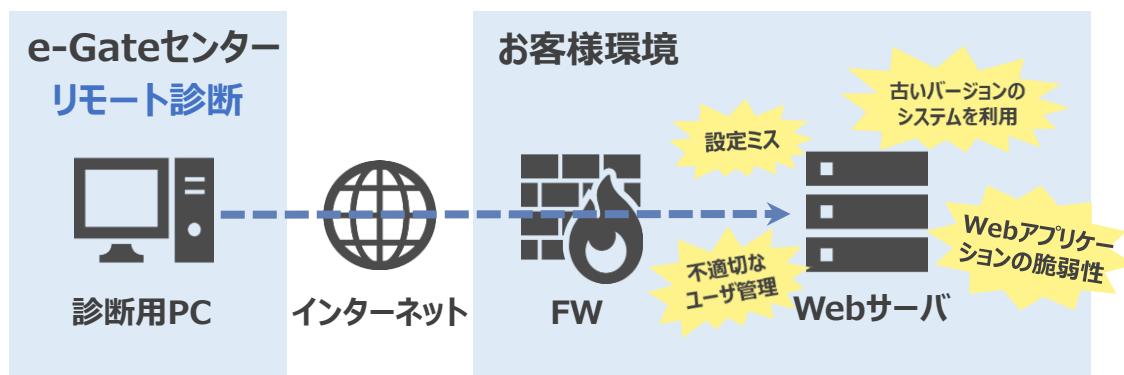 e-Gateセンター
リモート診断
お客様環境
古いバージョンの
システムを利用
設定ミス
Webアプリケー
ションの脆弱性
不適切な
ユーザ管理
診断用PC
インターネット
FW
Webサーバ